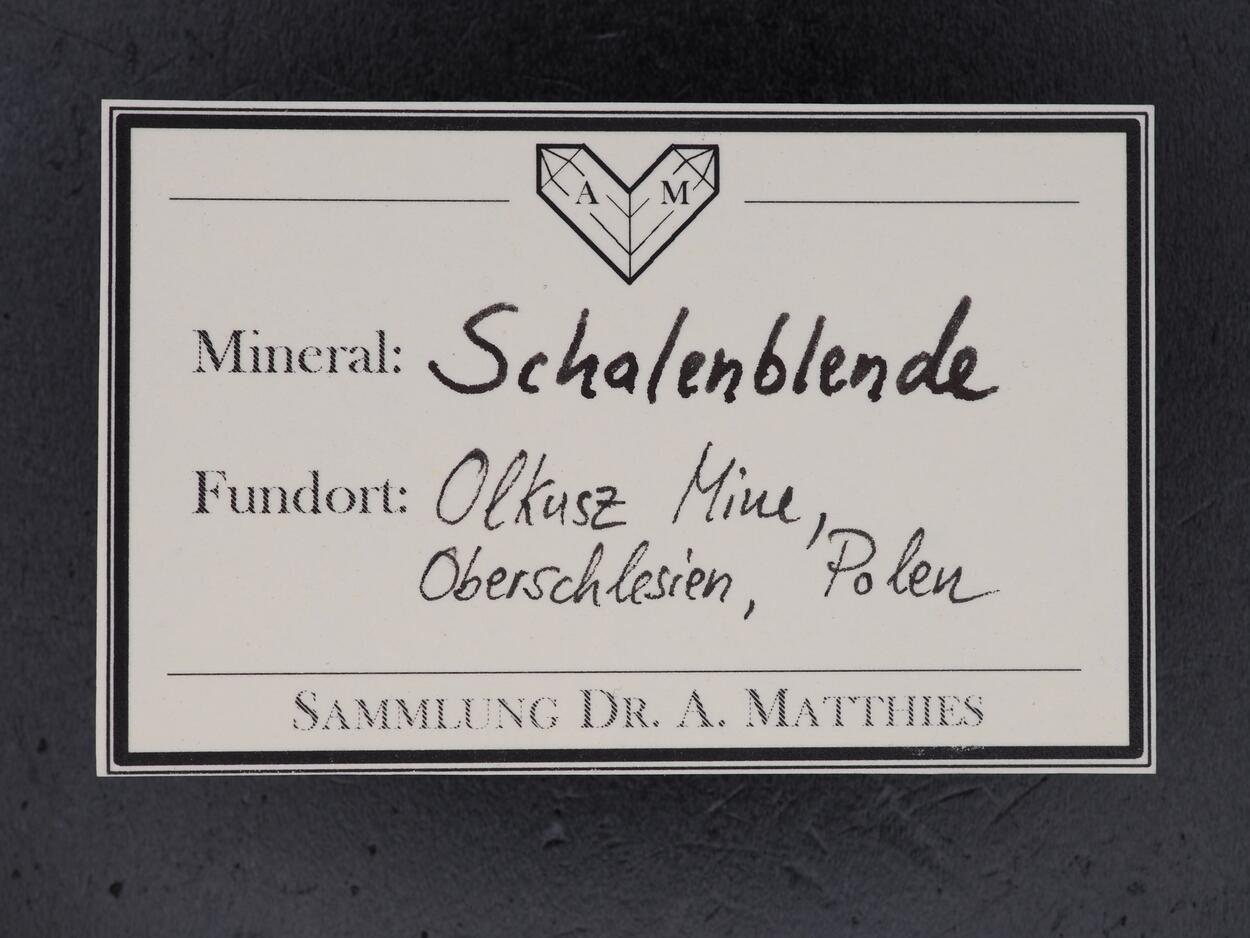 A M
Mineral: Schalenblende
Fundort: Olkusz Mine,
Oberschlesien, Polen
SAMMLUNG DR. A. MATTHIES